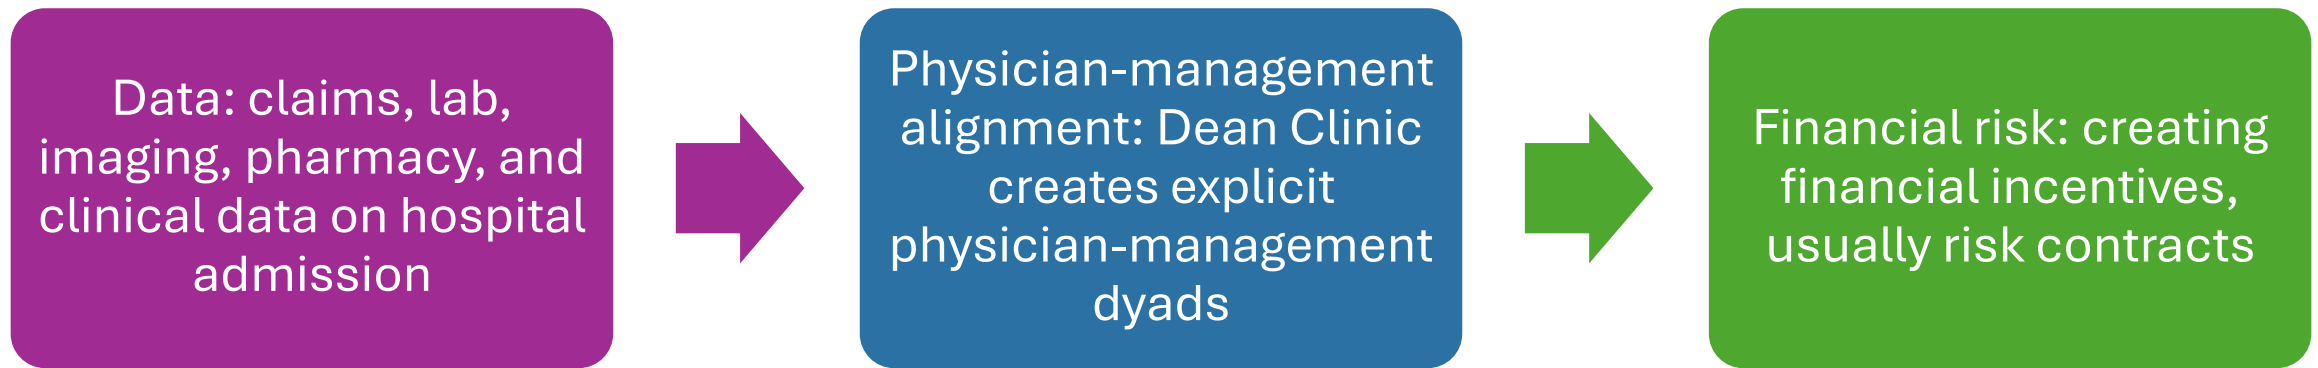 Data: claims, lab,
imaging, pharmacy, and
clinical data on hospital
admission
Physician-management
alignment: Dean Clinic
creates explicit
physician-management
dyads
Financial risk: creating
financial incentives,
usually risk contracts